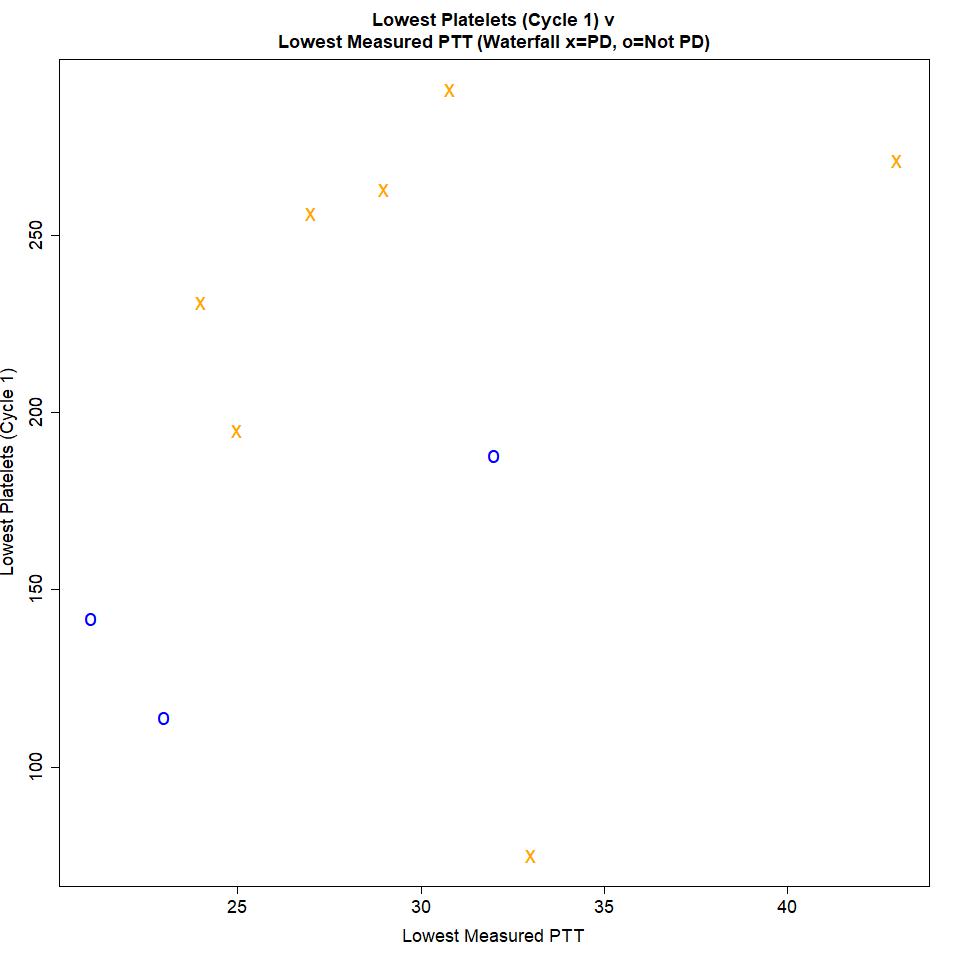 Lowest Platelets (Cycle 1) v
Lowest Measured PTT (Waterfall x=PD, o=Not PD)
Lowest Platelets (Cycle 1)
250
200
150
100
X
X
X
X
X
X
O
O
O
X
25
30
35
40
Lowest Measured PTT